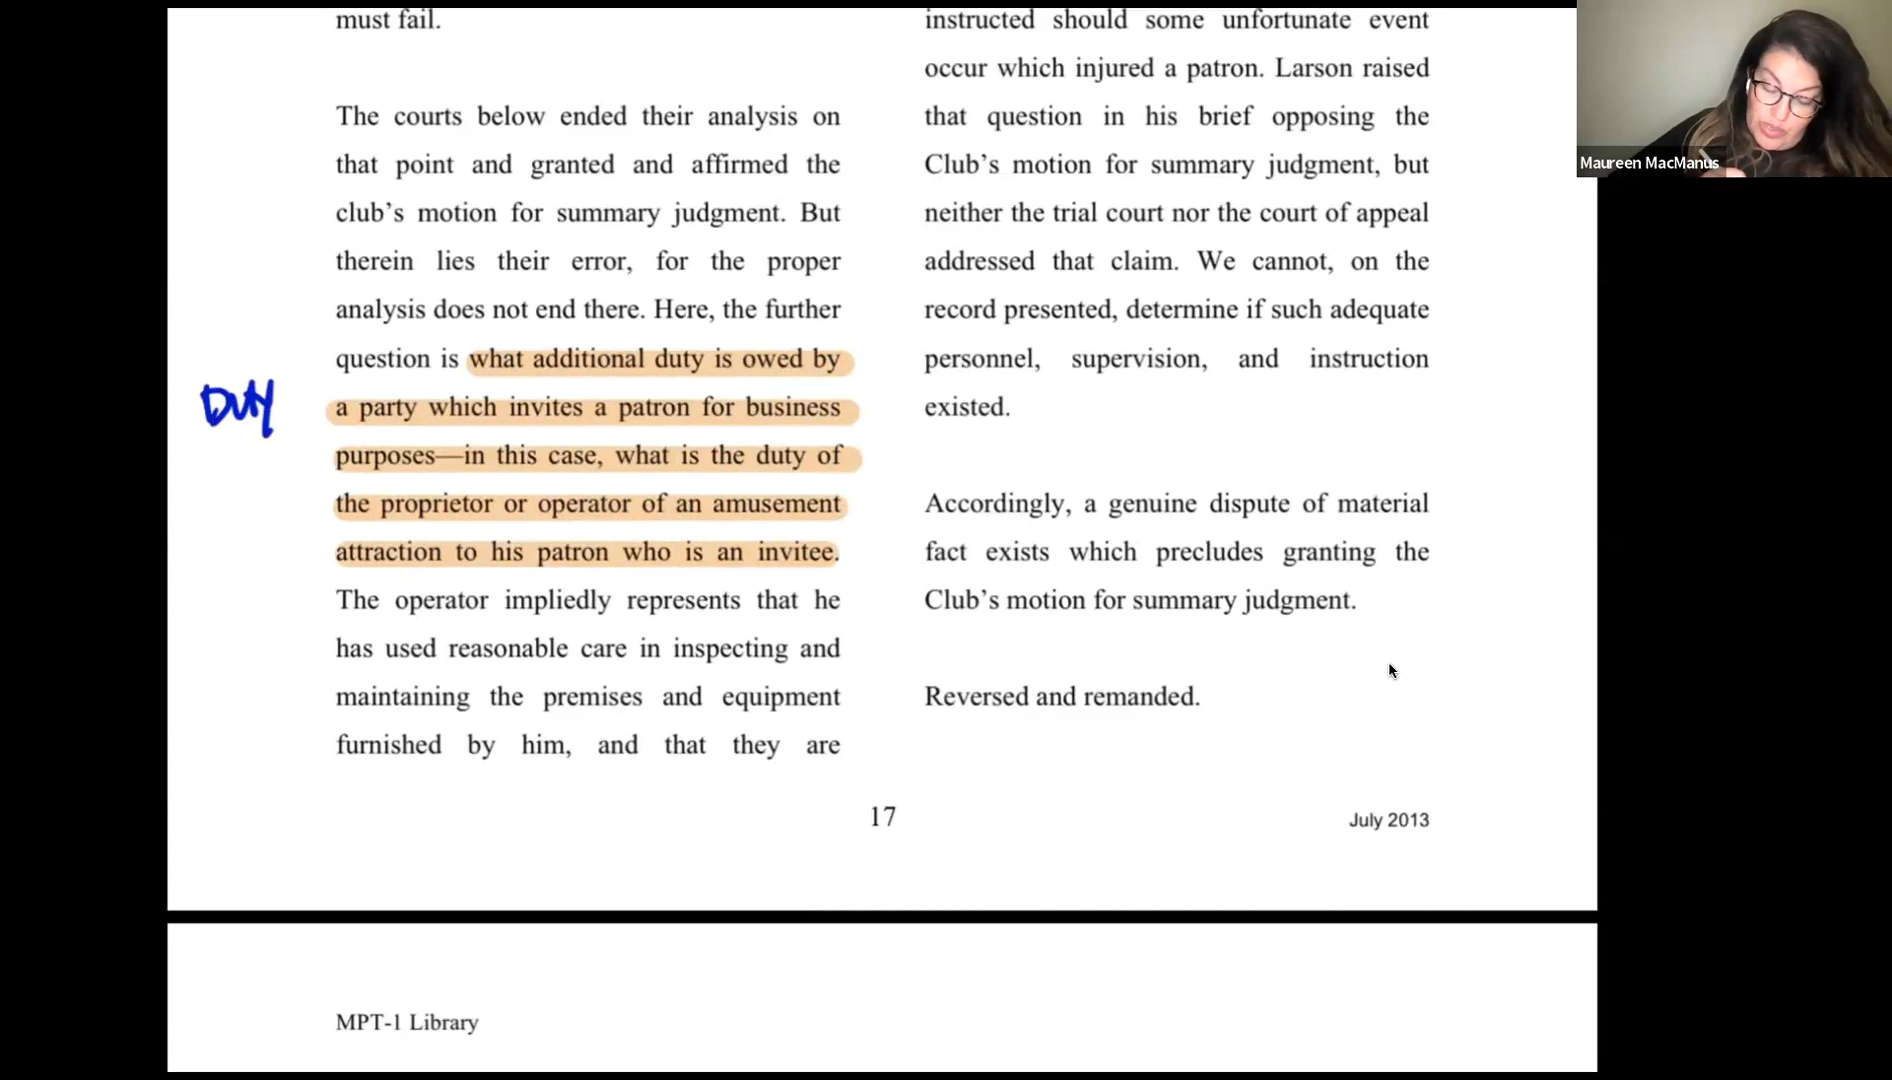 must fail.
The courts below ended their analysis on
that point and granted and affirmed the
club's motion for summary judgment. But
therein lies their error, for the proper
analysis does not end there. Here, the further
question is what additional duty is owed by
a party which invites a patron for business
purposes—in this case, what is the duty of
the proprietor or operator of an amusement
attraction to his patron who is an invitee.
The operator impliedly represents that he
has used reasonable care in inspecting and
maintaining the premises and equipment
furnished by him, and that they are
DUTY
instructed should some unfortunate event
occur which injured a patron. Larson raised
that question in his brief opposing the
Club's motion for summary judgment, but
neither the trial court nor the court of appeal
addressed that claim. We cannot, on the
record presented, determine if such adequate
personnel, supervision, and instruction
existed.
Accordingly, a genuine dispute of material
fact exists which precludes granting the
Club's motion for summary judgment.
Reversed and remanded.
17
July 2013
MPT-1 Library
Maureen MacManus